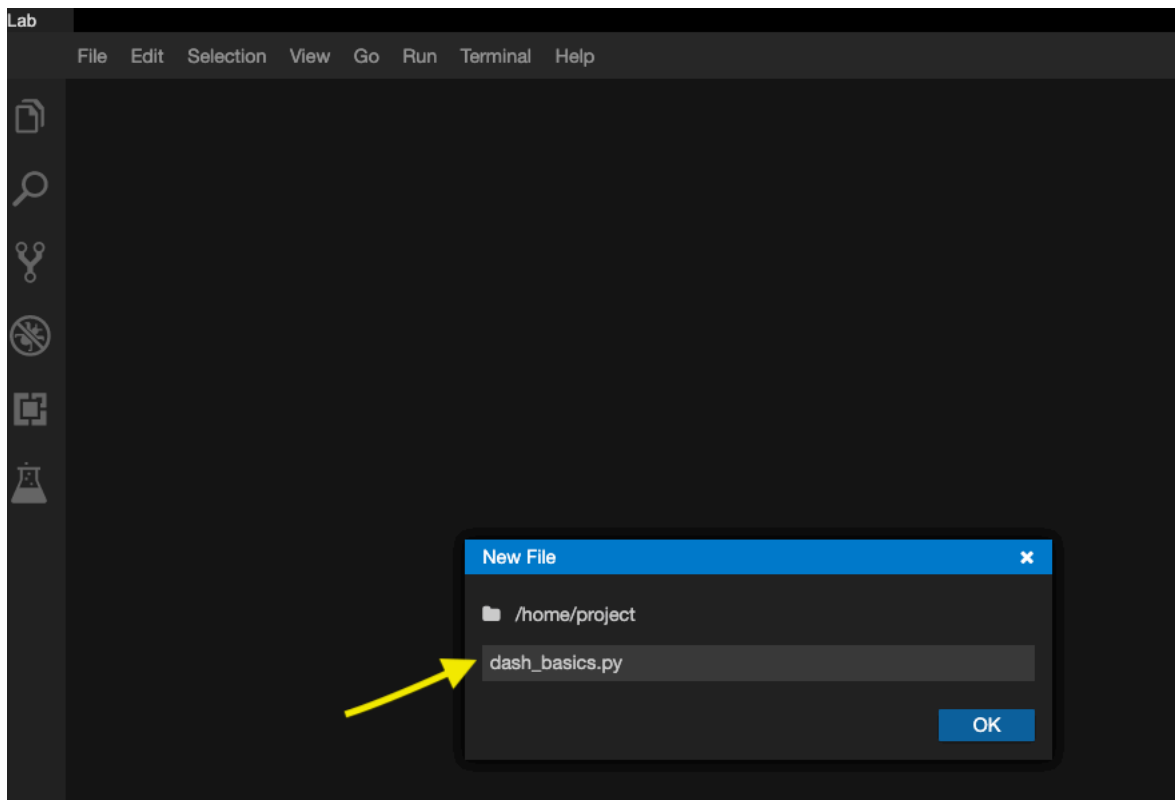 Lab
File Edit Selection View Go Run Terminal Help
New File
/home/project
dash_basics.py
OK